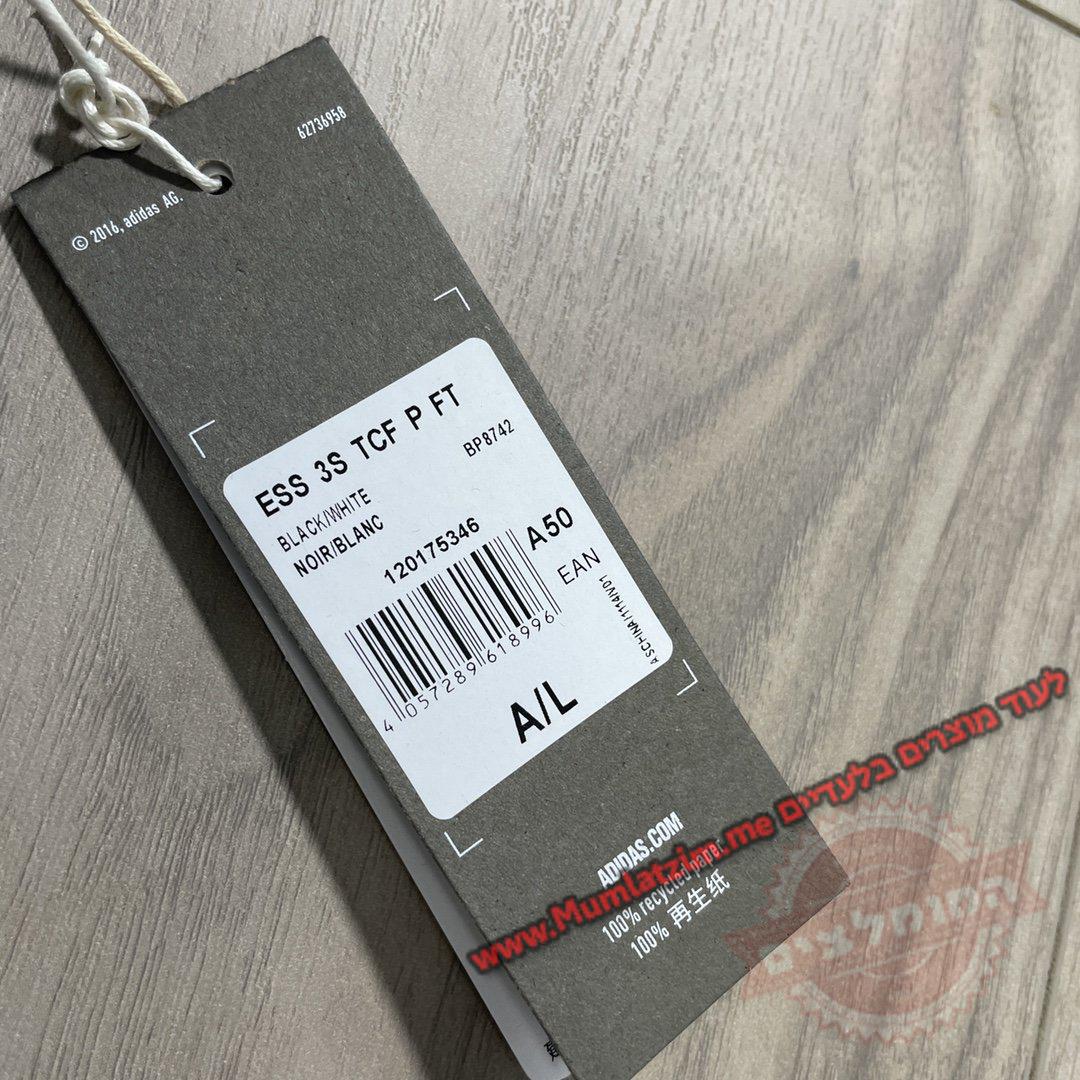 62736958
© 2016, adidas AG.
ESS 3S TCF P FT
BP8742
BLACK/WHITE
NOIR/BLANC
120175346
A50
EAN
4 057289 618996
A/L
ADIDAS.COM
100% recycled paper
100% 再生纸
לעוד מוצרים בלעדיים www.Mumlatzim.me
המומלצים